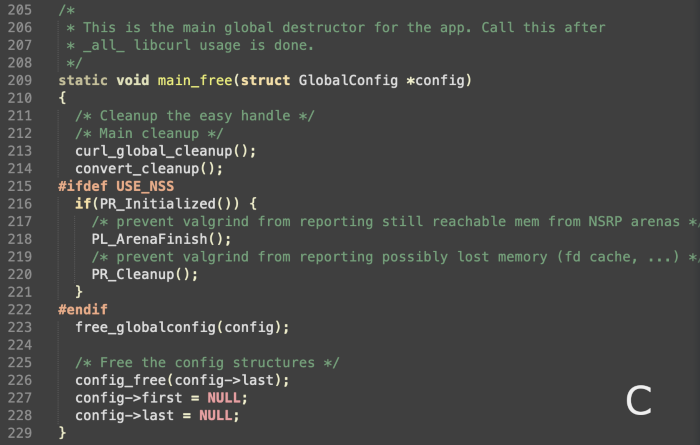 205 /*
206  * This is the main global destructor for the app. Call this after
207  * _all_ libcurl usage is done.
208  */
209 static void main_free(struct GlobalConfig *config)
210 {
211   /* Cleanup the easy handle */
212   /* Main cleanup */
213   curl_global_cleanup();
214   convert_cleanup();
215 #ifdef USE_NSS
216   if(PR_Initialized()) {
217     /* prevent valgrind from reporting still reachable mem from NSRP arenas *
218     PL_ArenaFinish();
219     /* prevent valgrind from reporting possibly lost memory (fd cache, ...) *
220     PR_Cleanup();
221   }
222 #endif
223   free_globalconfig(config);
224
225   /* Free the config structures */
226   config_free(config->last);
227   config->first = NULL;
228   config->last = NULL;
229 }
C